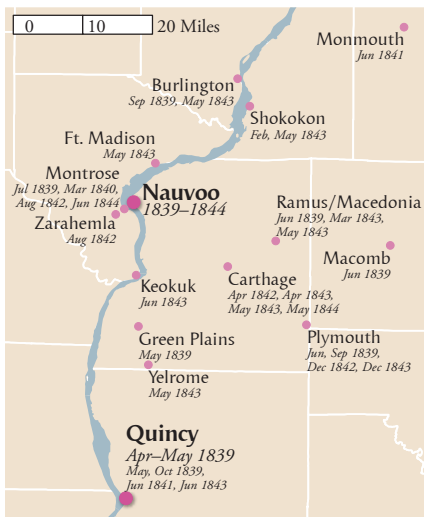 0 10 20 Miles
Monmouth
Jun 1841
Burlington
Sep 1839, May 1843
Shokokon
Feb, May 1843
Ft. Madison
May 1843
Montrose
Jul 1839, Mar 1840,
Aug 1842, Jun 1844
Nauvoo
1839–1844
Zarahemla
Aug 1842
Ramus/Macedonia
Jun 1839, Mar 1843,
May 1843
Macomb
Jun 1839
Keokuk
Jun 1843
Carthage
Apr 1842, Apr 1843,
May 1843, May 1844
Green Plains
May 1839
Plymouth
Jun, Sep 1839,
Dec 1842, Dec 1843
Yelrome
May 1843
Quincy
Apr–May 1839
May, Oct 1839,
Jun 1841, Jun 1843